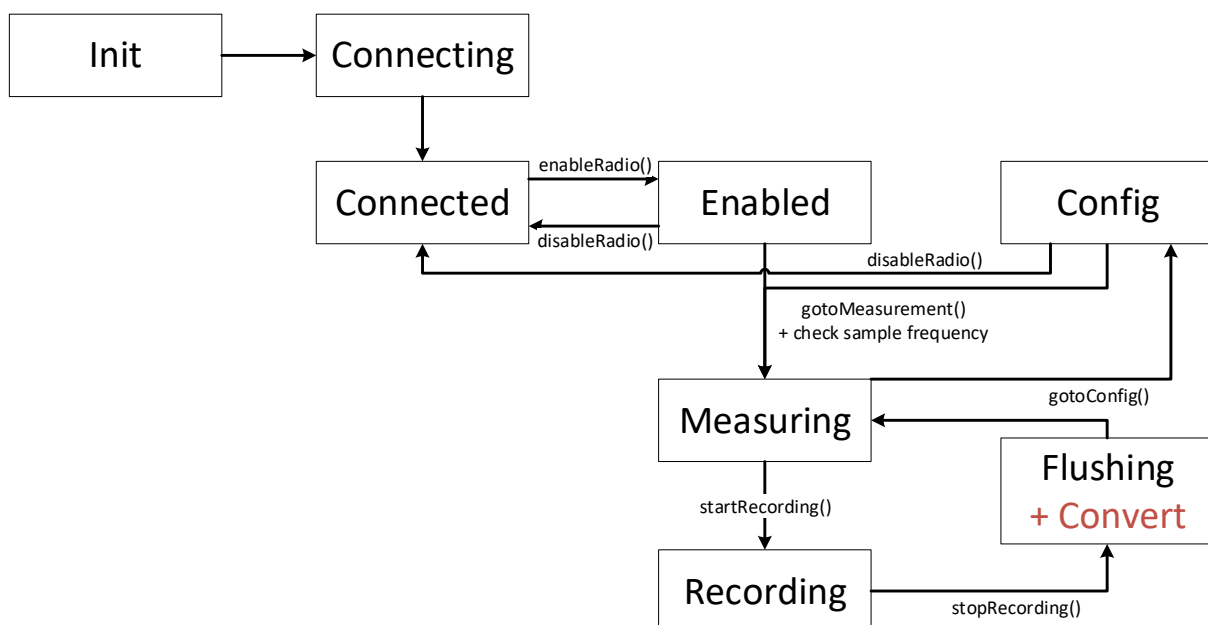 Init
Connecting
enableRadio()
Connected
Enabled
Config
disableRadio()
disableRadio()
gotoMeasurement()
+ check sample frequency
Measuring
gotoConfig()
Flushing
+ Convert
startRecording()
Recording
stopRecording()